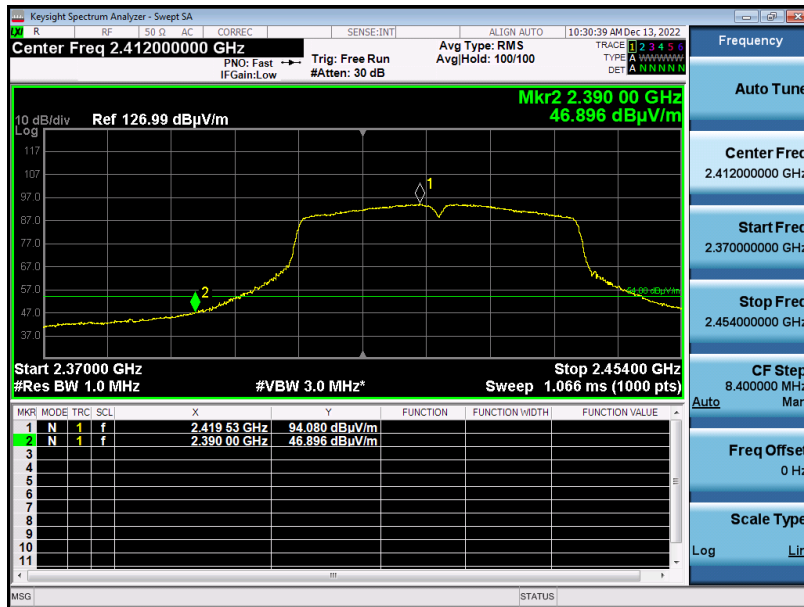 Keysight Spectrum Analyzer - Swept SA
LXI R RF 50 Ω AC CORREC SENSE:INT ALIGN AUTO 10:30:39 AM Dec 13, 2022
Center Freq 2.412000000 GHz
PNO: Fast
IFGain:Low
Trig: Free Run
#Atten: 30 dB
Avg Type: RMS
Avg|Hold: 100/100
TRACE 1 2 3 4 5 6
TYPE A WWWWW
DET A N N N N N
Mkr2 2.390 00 GHz
46.896 dBµV/m
10 dB/div Ref 126.99 dBµV/m
Log
117
107
97.0
87.0
77.0
67.0
57.0
47.0
37.0
1
2
54.00 dBµV/m
Start 2.37000 GHz Stop 2.45400 GHz
#Res BW 1.0 MHz #VBW 3.0 MHz* Sweep 1.066 ms (1000 pts)
MKR MODE TRC SCL X Y FUNCTION FUNCTION WIDTH FUNCTION VALUE
1 N 1 f 2.419 53 GHz 94.080 dBµV/m
2 N 1 f 2.390 00 GHz 46.896 dBµV/m
3
4
5
6
7
8
9
10
11
MSG STATUS
Frequency
Auto Tune
Center Freq
2.412000000 GHz
Start Freq
2.370000000 GHz
Stop Freq
2.454000000 GHz
CF Step
8.400000 MHz
Auto Man
Freq Offset
0 Hz
Scale Type
Log Lin